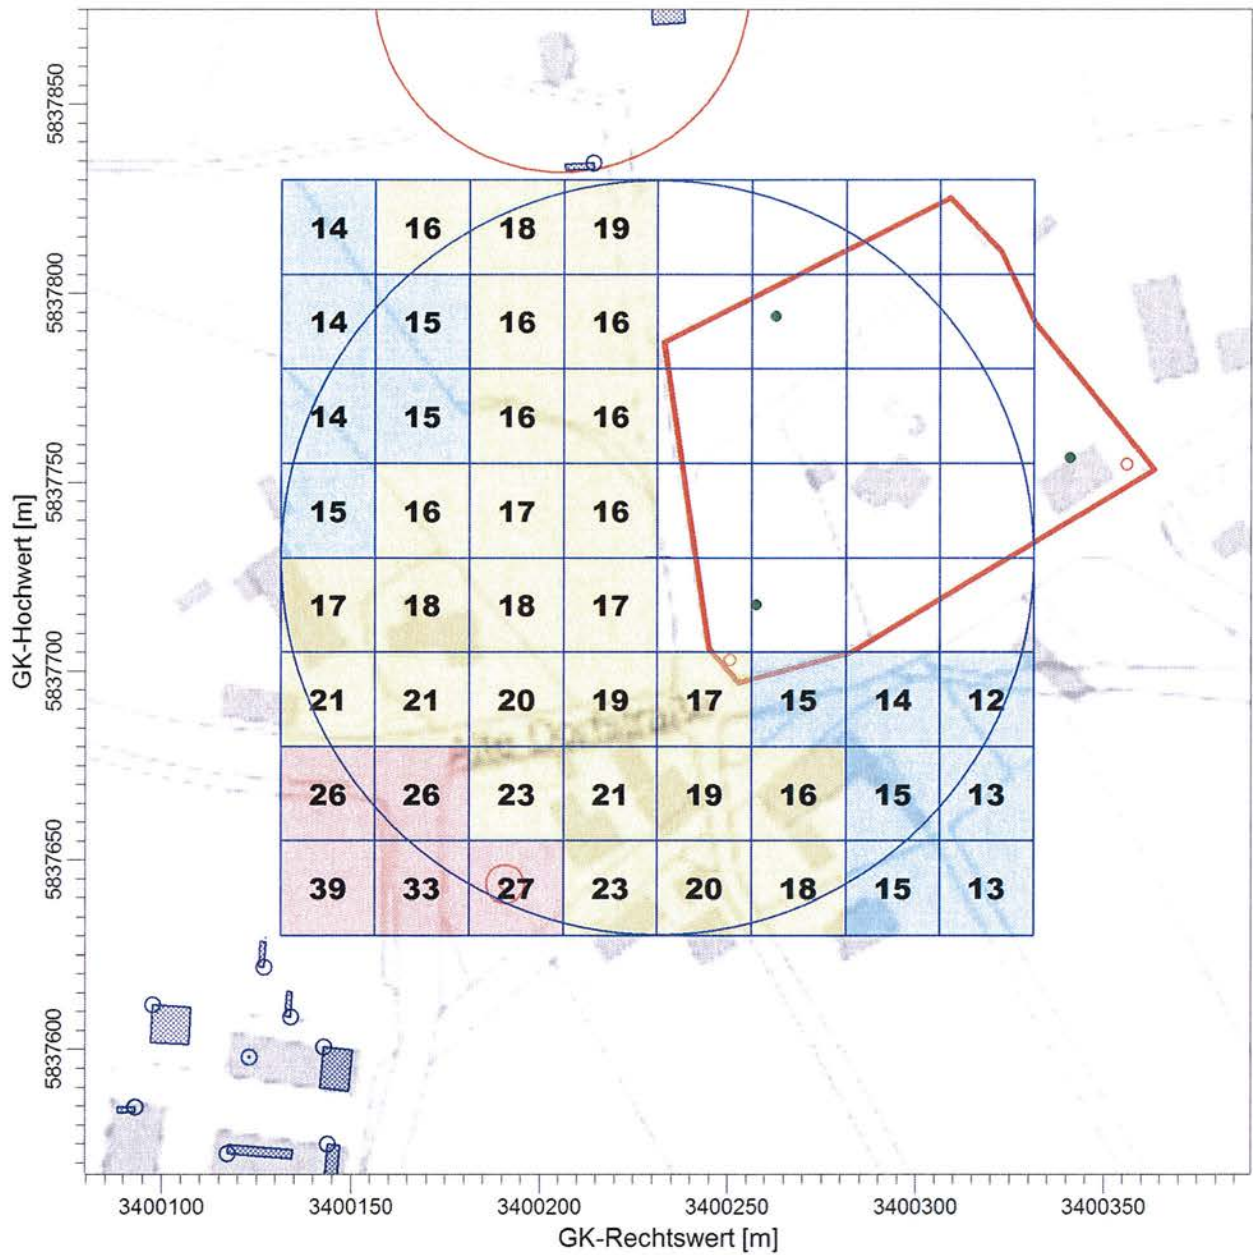 5837850
14 16 18 19
5837800
14 15 16 16
14 15 16 16
5837750
15 16 17 16
GK-Hochwert [m]
17 18 18 17
5837700
21 21 20 19 17 15 14 12
26 26 23 21 19 16 15 13
5837650
39 33 27 23 20 18 15 13
5837600
3400100 3400150 3400200 3400250 3400300 3400350
GK-Rechtswert [m]